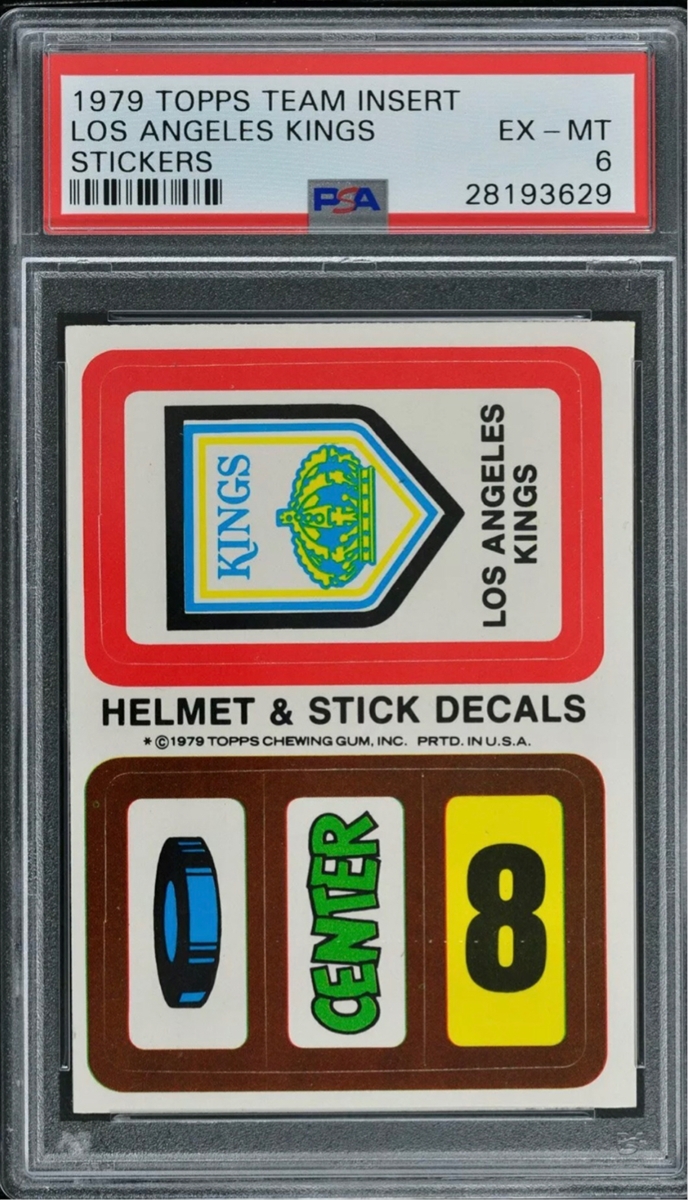 1979 TOPPS TEAM INSERT
LOS ANGELES KINGS EX - MT
STICKERS 6
PSA 28193629
KINGS
LOS ANGELES
KINGS
HELMET & STICK DECALS
*©1979 TOPPS CHEWING GUM, INC. PRTD. IN U.S.A.
CENTER
8